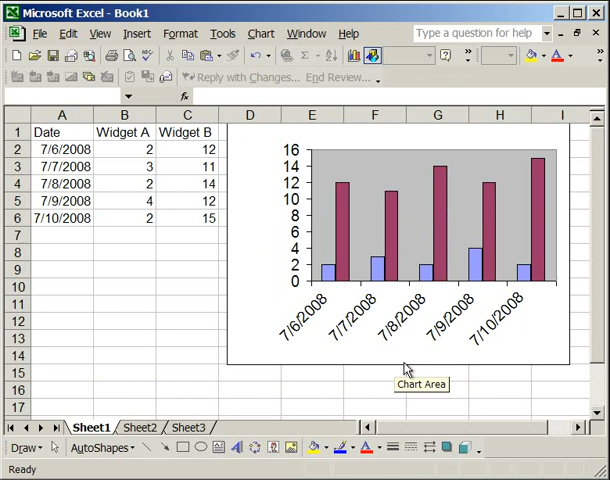 Microsoft Excel - Book1
File Edit View Insert Format Tools Chart Window Help Type a question for help
Reply with Changes... End Review...
fx
A B C D E F G H I
1 Date Widget A Widget B
2 7/6/2008 2 12
3 7/7/2008 3 11
4 7/8/2008 2 14
5 7/9/2008 4 12
6 7/10/2008 2 15
7
8
9
10
11
12
13
14
15
16
17
16
14
12
10
8
6
4
2
0
7/6/2008 7/7/2008 7/8/2008 7/9/2008 7/10/2008
Chart Area
Sheet1 Sheet2 Sheet3
Draw AutoShapes
Ready